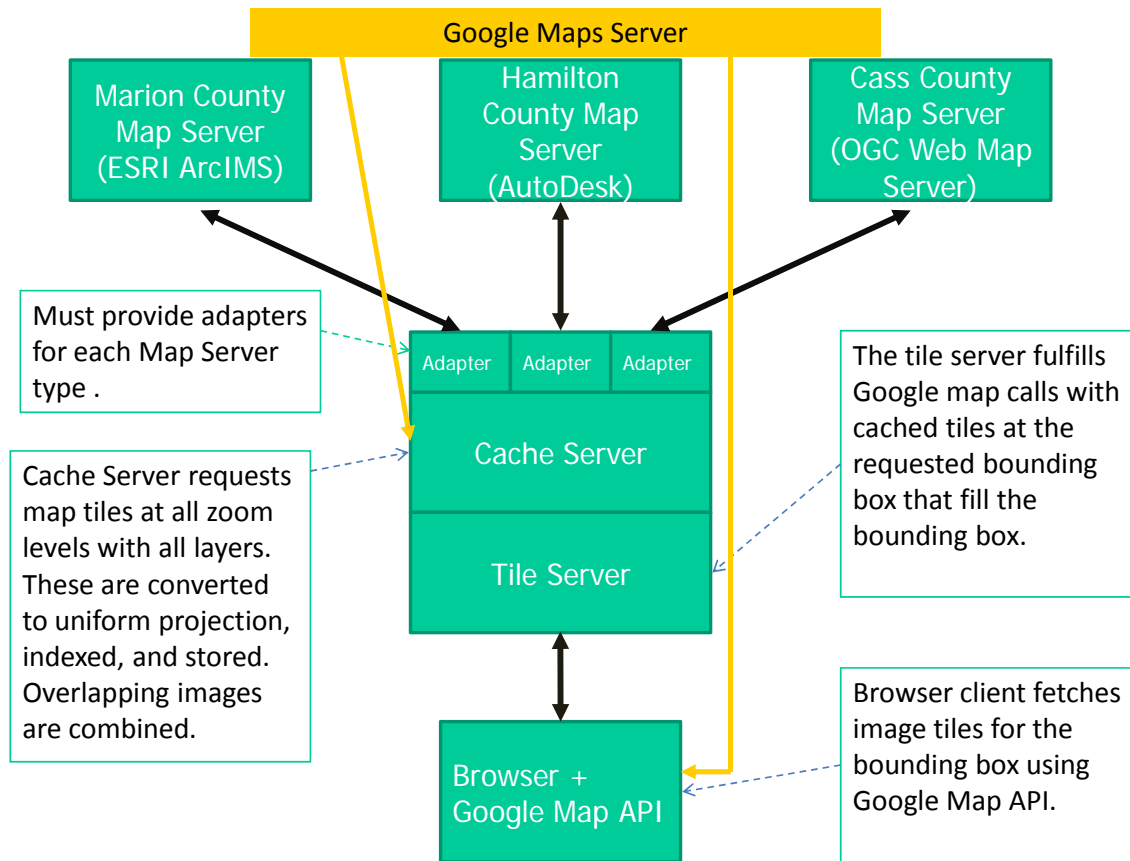 Google Maps Server
Marion County
Map Server
(ESRI ArcIMS)
Hamilton
County Map
Server
(AutoDesk)
Cass County
Map Server
(OGC Web Map
Server)
Must provide adapters
for each Map Server
type .
Adapter
Adapter
Adapter
The tile server fulfills
Google map calls with
cached tiles at the
requested bounding
box that fill the
bounding box.
Cache Server
Cache Server requests
map tiles at all zoom
levels with all layers.
These are converted
to uniform projection,
indexed, and stored.
Overlapping images
are combined.
Tile Server
Browser +
Google Map API
Browser client fetches
image tiles for the
bounding box using
Google Map API.